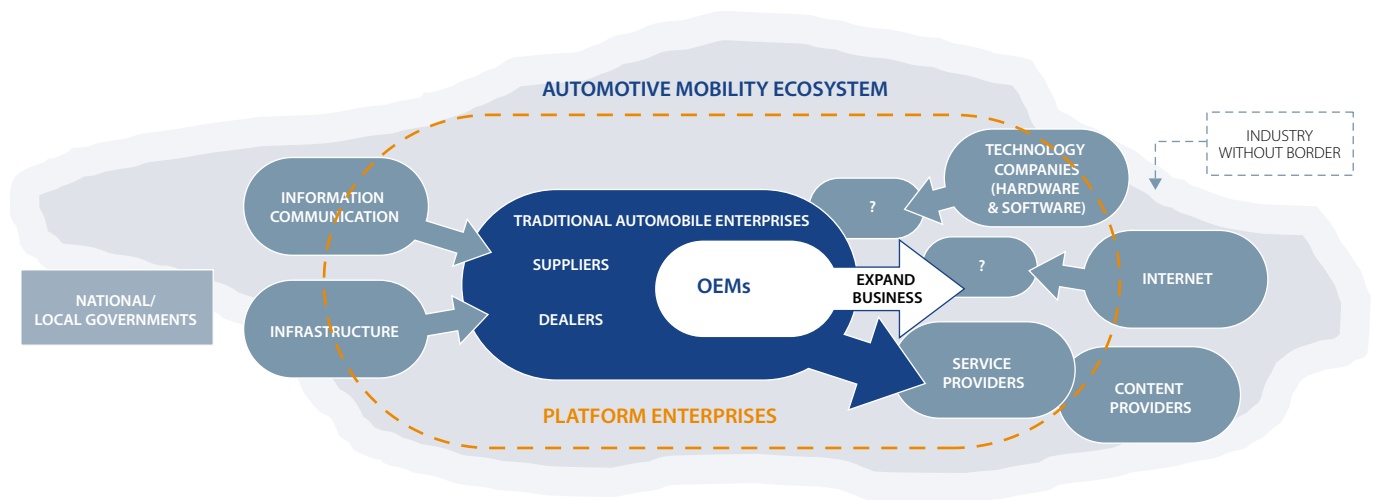 AUTOMOTIVE MOBILITY ECOSYSTEM
INDUSTRY
WITHOUT BORDER
TECHNOLOGY
COMPANIES
(HARDWARE
& SOFTWARE)
INFORMATION
COMMUNICATION
?
TRADITIONAL AUTOMOBILE ENTERPRISES
SUPPLIERS
OEMs
EXPAND
BUSINESS
?
INTERNET
NATIONAL/
LOCAL GOVERNMENTS
INFRASTRUCTURE
DEALERS
SERVICE
PROVIDERS
CONTENT
PROVIDERS
PLATFORM ENTERPRISES